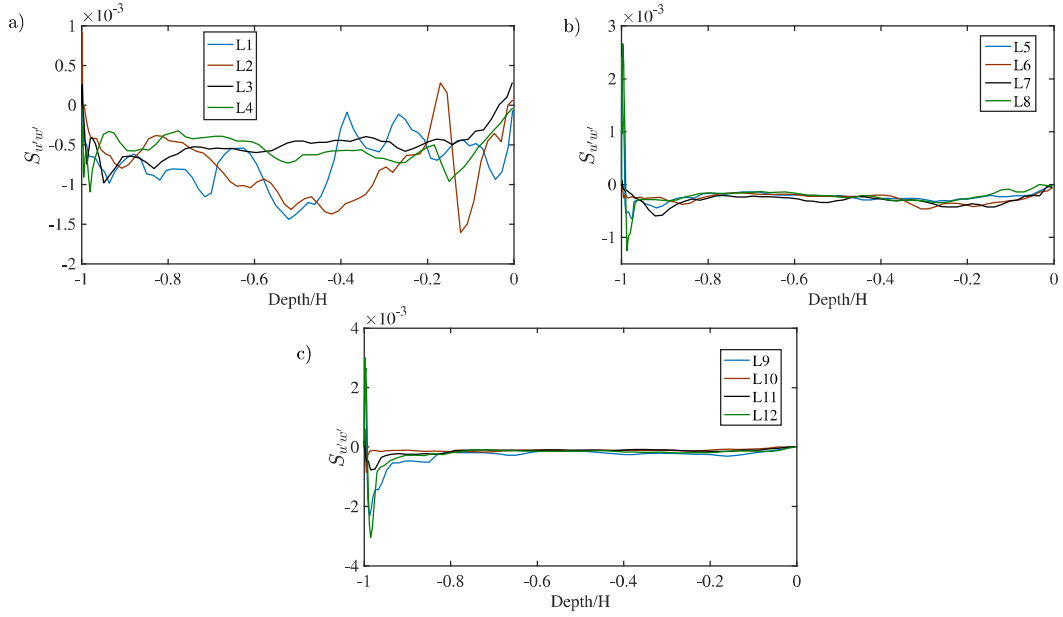 a)
×10⁻³
1
0.5
0
-0.5
-1
-1.5
-2
S_{u'w'}
L1
L2
L3
L4
-1
-0.8
-0.6
-0.4
-0.2
0
Depth/H
b)
×10⁻³
3
2
1
0
-1
S_{u'w'}
L5
L6
L7
L8
-1
-0.8
-0.6
-0.4
-0.2
0
Depth/H
c)
×10⁻³
4
2
0
-2
-4
S_{u'w'}
L9
L10
L11
L12
-1
-0.8
-0.6
-0.4
-0.2
0
Depth/H